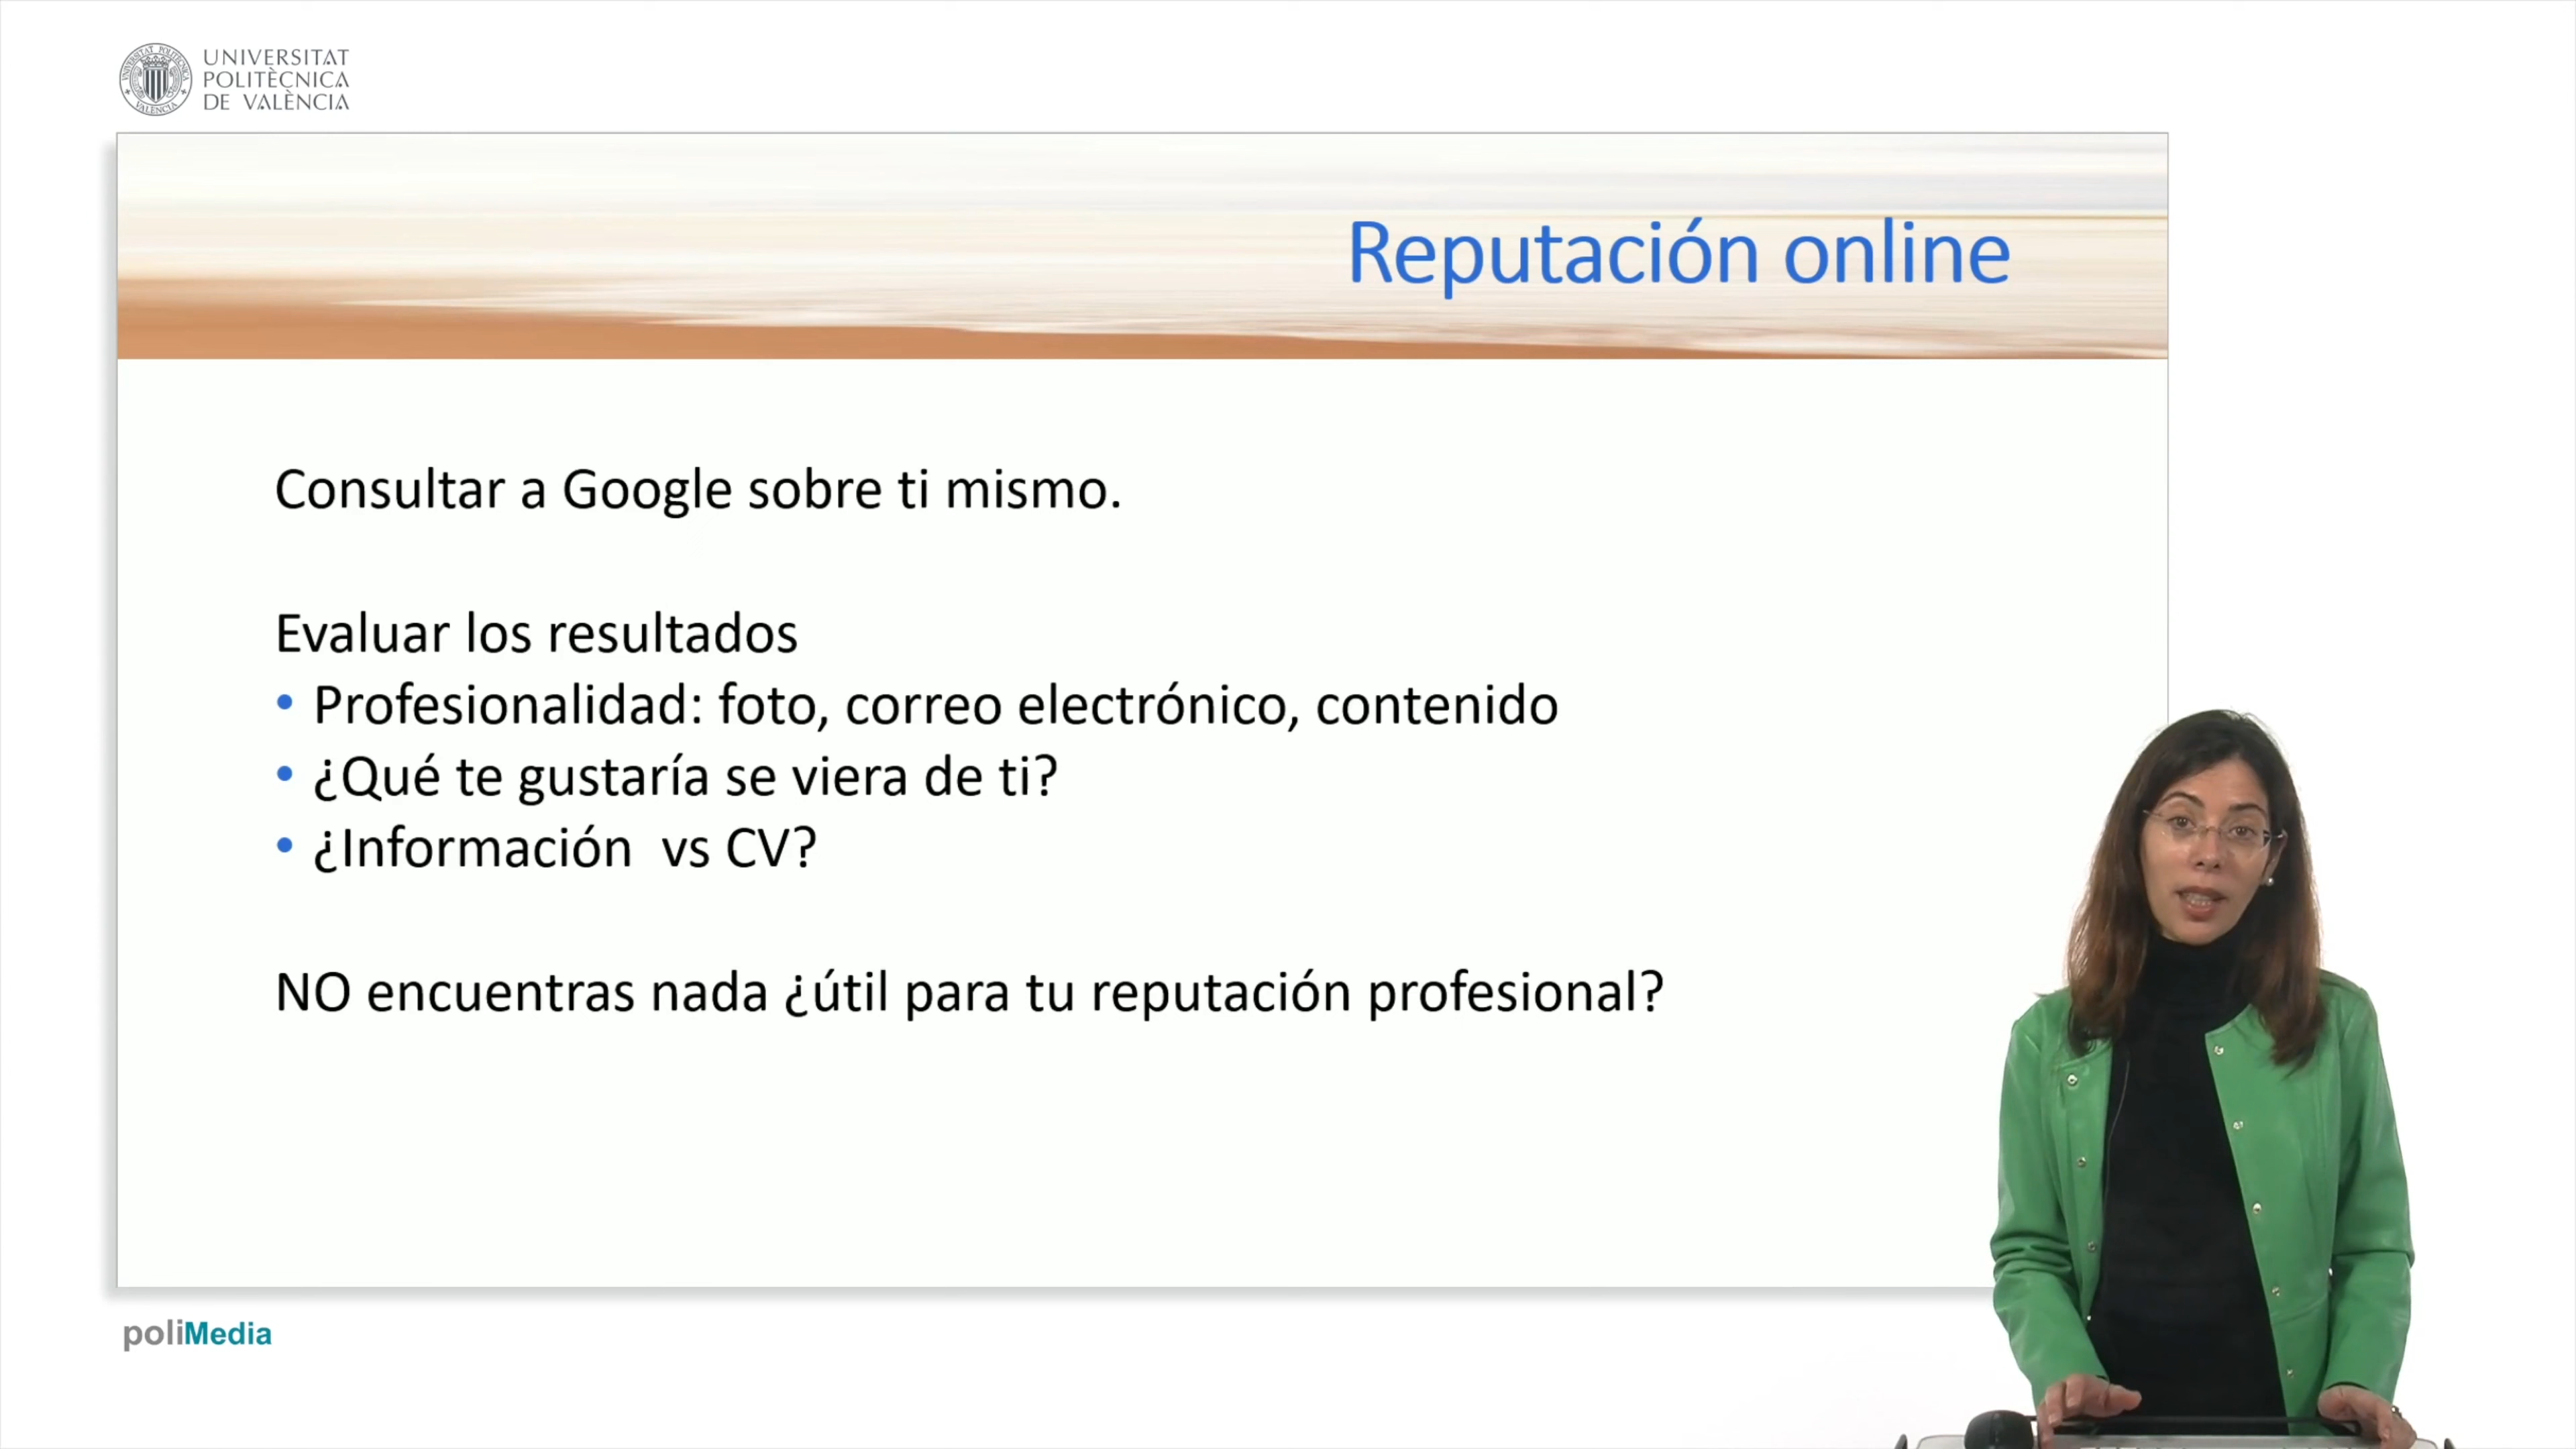 UNIVERSITAT
POLITÈCNICA
DE VALÈNCIA
Reputación online
Consultar a Google sobre ti mismo.
Evaluar los resultados
• Profesionalidad: foto, correo electrónico, contenido
• ¿Qué te gustaría se viera de ti?
• ¿Información  vs CV?
NO encuentras nada ¿útil para tu reputación profesional?
poliMedia